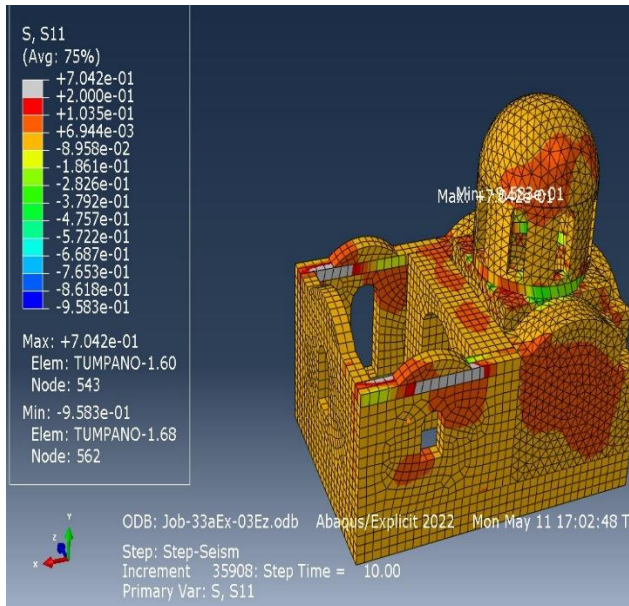 S, S11
(Avg: 75%)
+7.042e-01
+2.000e-01
+1.035e-01
+6.944e-03
-8.958e-02
-1.861e-01
-2.826e-01
-3.792e-01
-4.757e-01
-5.722e-01
-6.687e-01
-7.653e-01
-8.618e-01
-9.583e-01
Max: +7.042e-01
Elem: TUMPANO-1.60
Node: 543
Min: -9.583e-01
Elem: TUMPANO-1.68
Node: 562
ODB: Job-33aEx-03Ez.odb Abaqus/Explicit 2022 Mon May 11 17:02:48 T
Step: Step-Seism
Increment 35908: Step Time = 10.00
Primary Var: S, S11
Y
Z
X